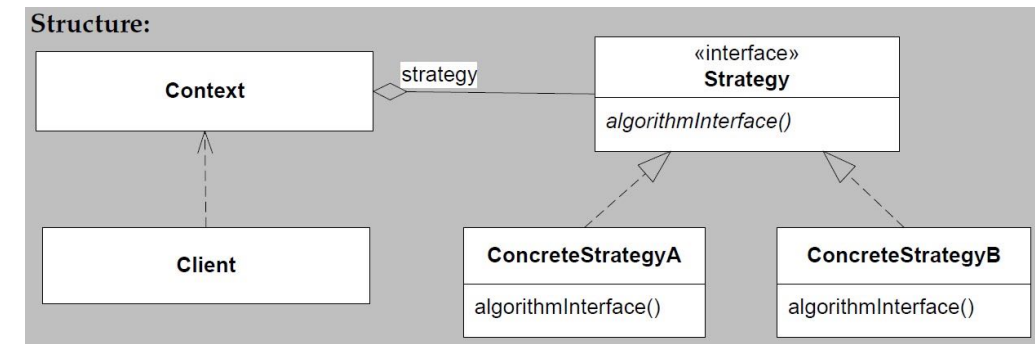 Structure:
Context
strategy
«interface»
Strategy
algorithmInterface()
Client
ConcreteStrategyA
algorithmInterface()
ConcreteStrategyB
algorithmInterface()